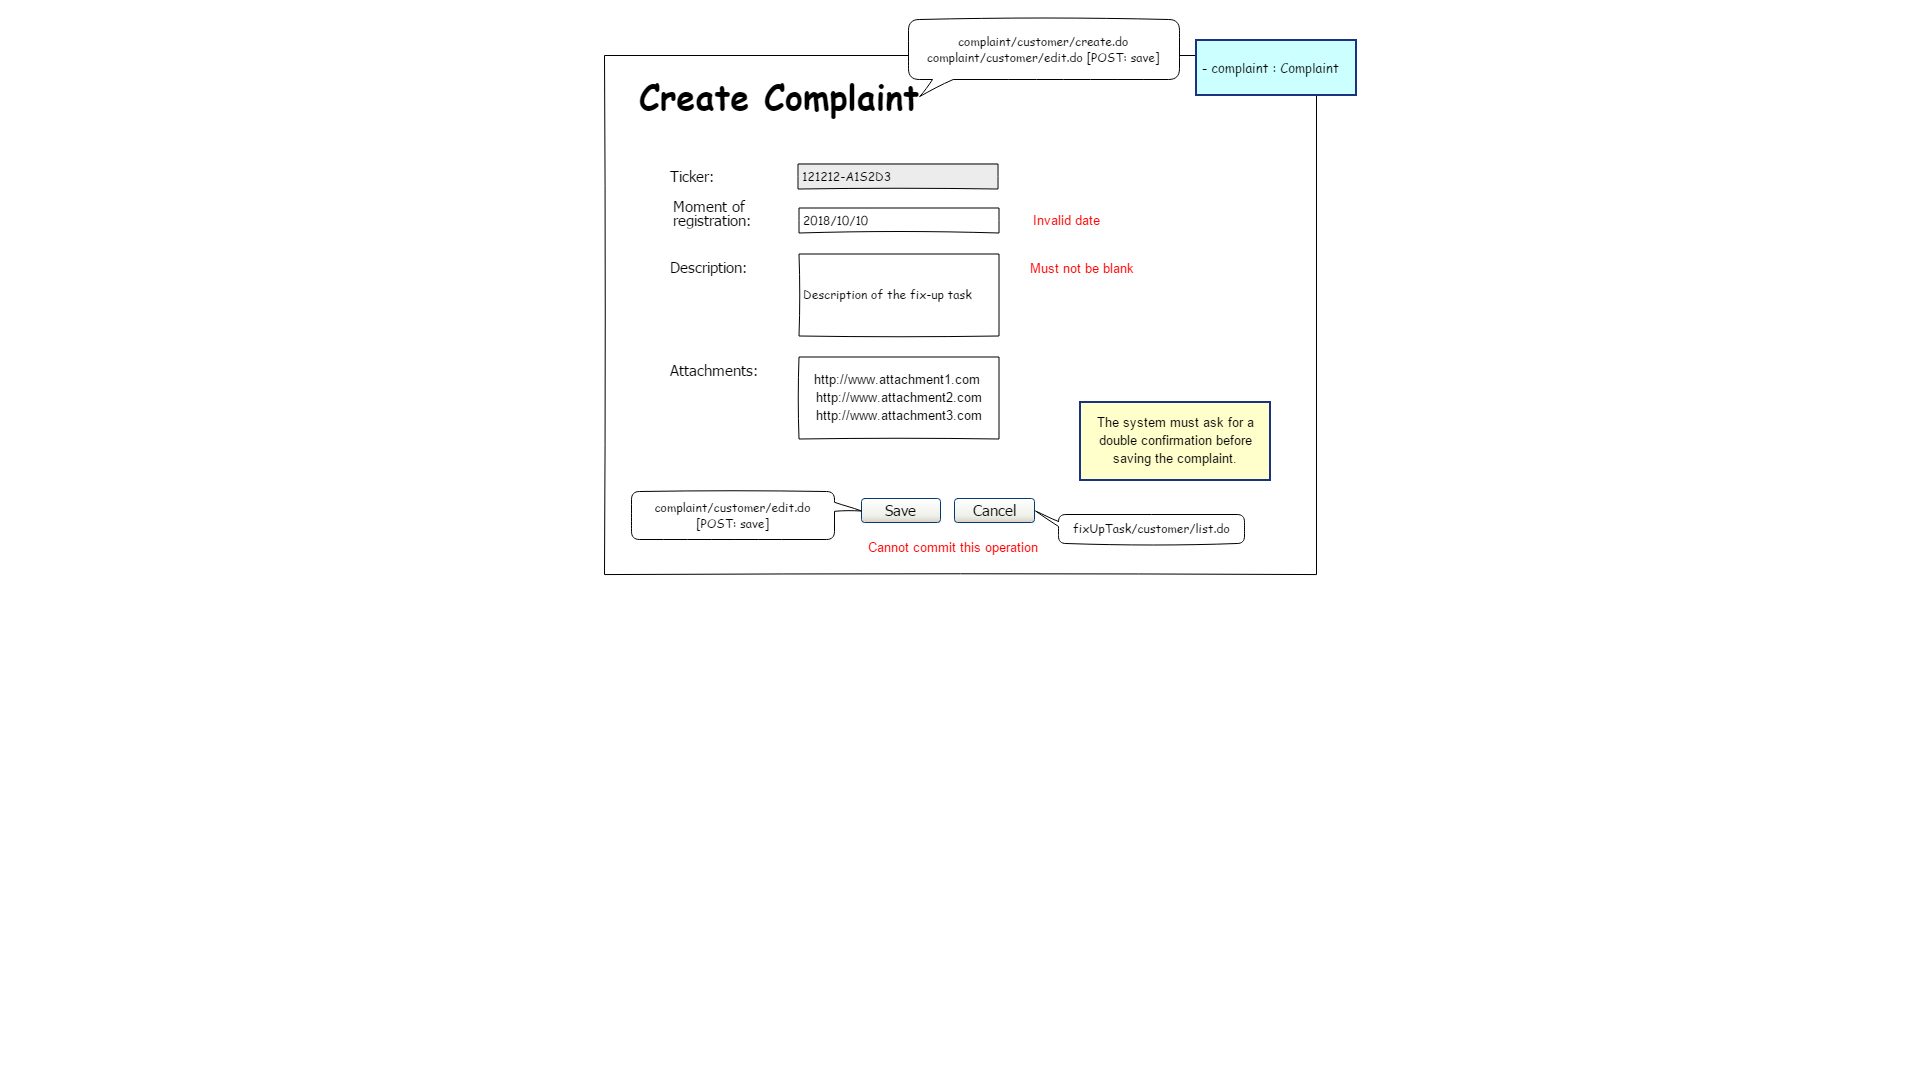 complaint/customer/create.do
complaint/customer/edit.do [POST: save]
- complaint : Complaint
Create Complaint
Ticker:
121212-A1S2D3
Moment of
registration:
2018/10/10
Invalid date
Description:
Must not be blank
Description of the fix-up task
Attachments:
http://www.attachment1.com
http://www.attachment2.com
http://www.attachment3.com
The system must ask for a
double confirmation before
saving the complaint.
complaint/customer/edit.do
[POST: save]
Save
Cancel
fixUpTask/customer/list.do
Cannot commit this operation